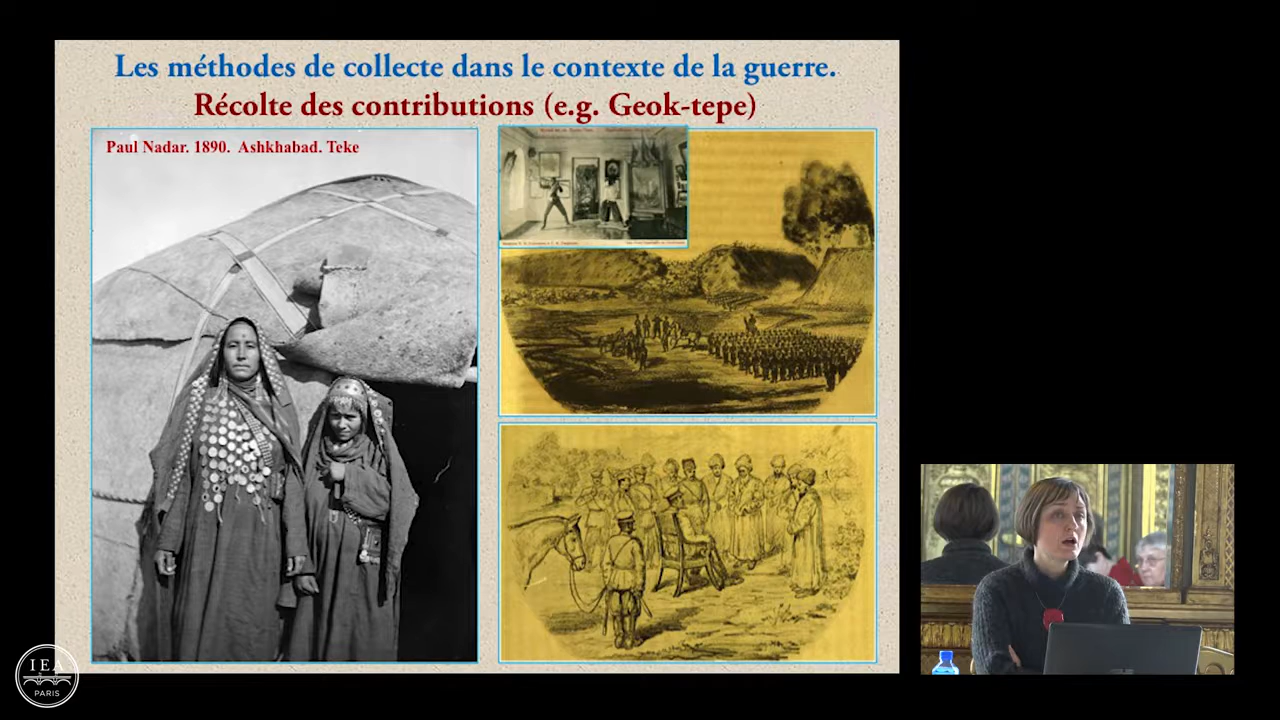 Les méthodes de collecte dans le contexte de la guerre.
Récolte des contributions (e.g. Geok-tepe)
Paul Nadar. 1890. Ashkhabad. Teke
IEA
PARIS